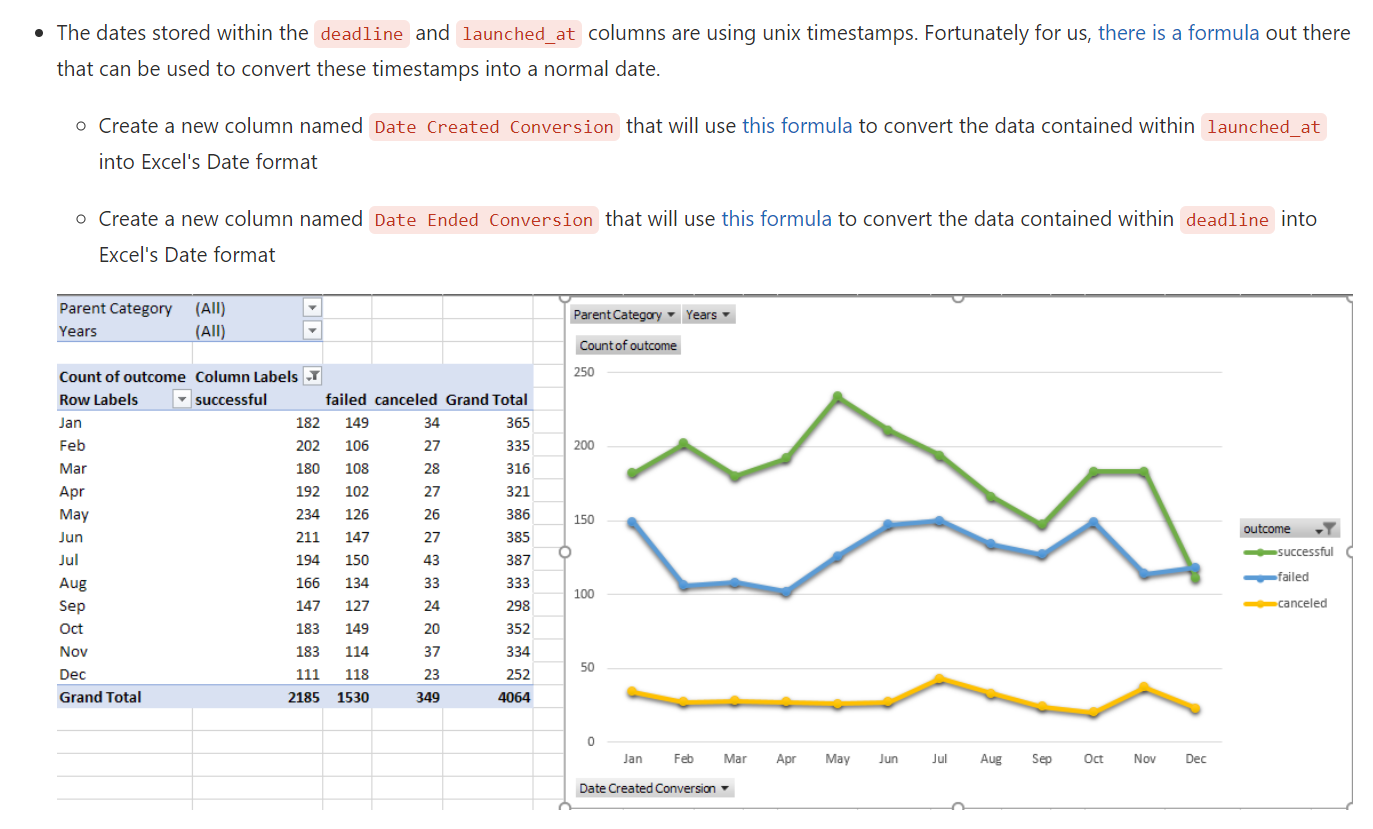 The dates stored within the deadline and launched_at columns are using unix timestamps. Fortunately for us, there is a formula out there
that can be used to convert these timestamps into a normal date.
Create a new column named Date Created Conversion that will use this formula to convert the data contained within launched_at
into Excel's Date format
Create a new column named Date Ended Conversion that will use this formula to convert the data contained within deadline into
Excel's Date format
Parent Category (All)
Years (All)
Count of outcome Column Labels
Row Labels successful failed canceled Grand Total
Jan 182 149 34 365
Feb 202 106 27 335
Mar 180 108 28 316
Apr 192 102 27 321
May 234 126 26 386
Jun 211 147 27 385
Jul 194 150 43 387
Aug 166 134 33 333
Sep 147 127 24 298
Oct 183 149 20 352
Nov 183 114 37 334
Dec 111 118 23 252
Grand Total 2185 1530 349 4064
Parent Category Years
Count of outcome
250
200
150
100
50
0
Jan Feb Mar Apr May Jun Jul Aug Sep Oct Nov Dec
Date Created Conversion
outcome
successful
failed
canceled